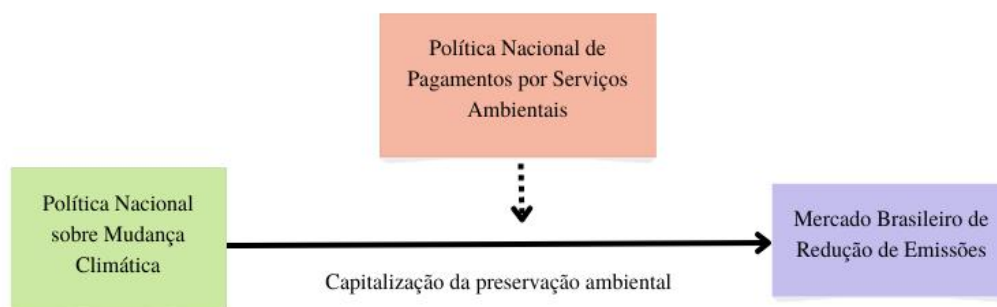 Política Nacional de
Pagamentos por Serviços
Ambientais
Política Nacional
sobre Mudança
Climática
Capitalização da preservação ambiental
Mercado Brasileiro de
Redução de Emissões